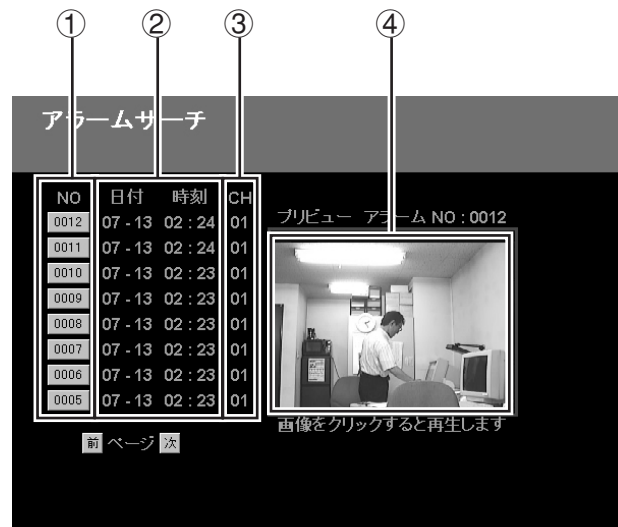 ① ② ③ ④
アラームサーチ
NO 日付 時刻 CH
0012 07-13 02:24 01
0011 07-13 02:24 01
0010 07-13 02:23 01
0009 07-13 02:23 01
0008 07-13 02:23 01
0007 07-13 02:23 01
0006 07-13 02:23 01
0005 07-13 02:23 01
前 ページ 次
プリビュー アラーム NO:0012
画像をクリックすると再生します